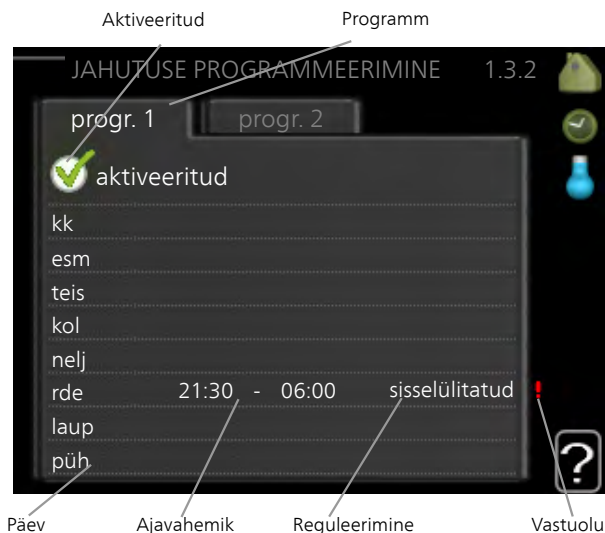 Aktiveeritud Programm
JAHUTUSE PROGRAMMEERIMINE 1.3.2
progr. 1 progr. 2
aktiveeritud
kk
esm
teis
kol
nelj
rde 21:30 - 06:00 sisselülitatud !
laup
püh
?
Päev Ajavahemik Reguleerimine Vastuolu